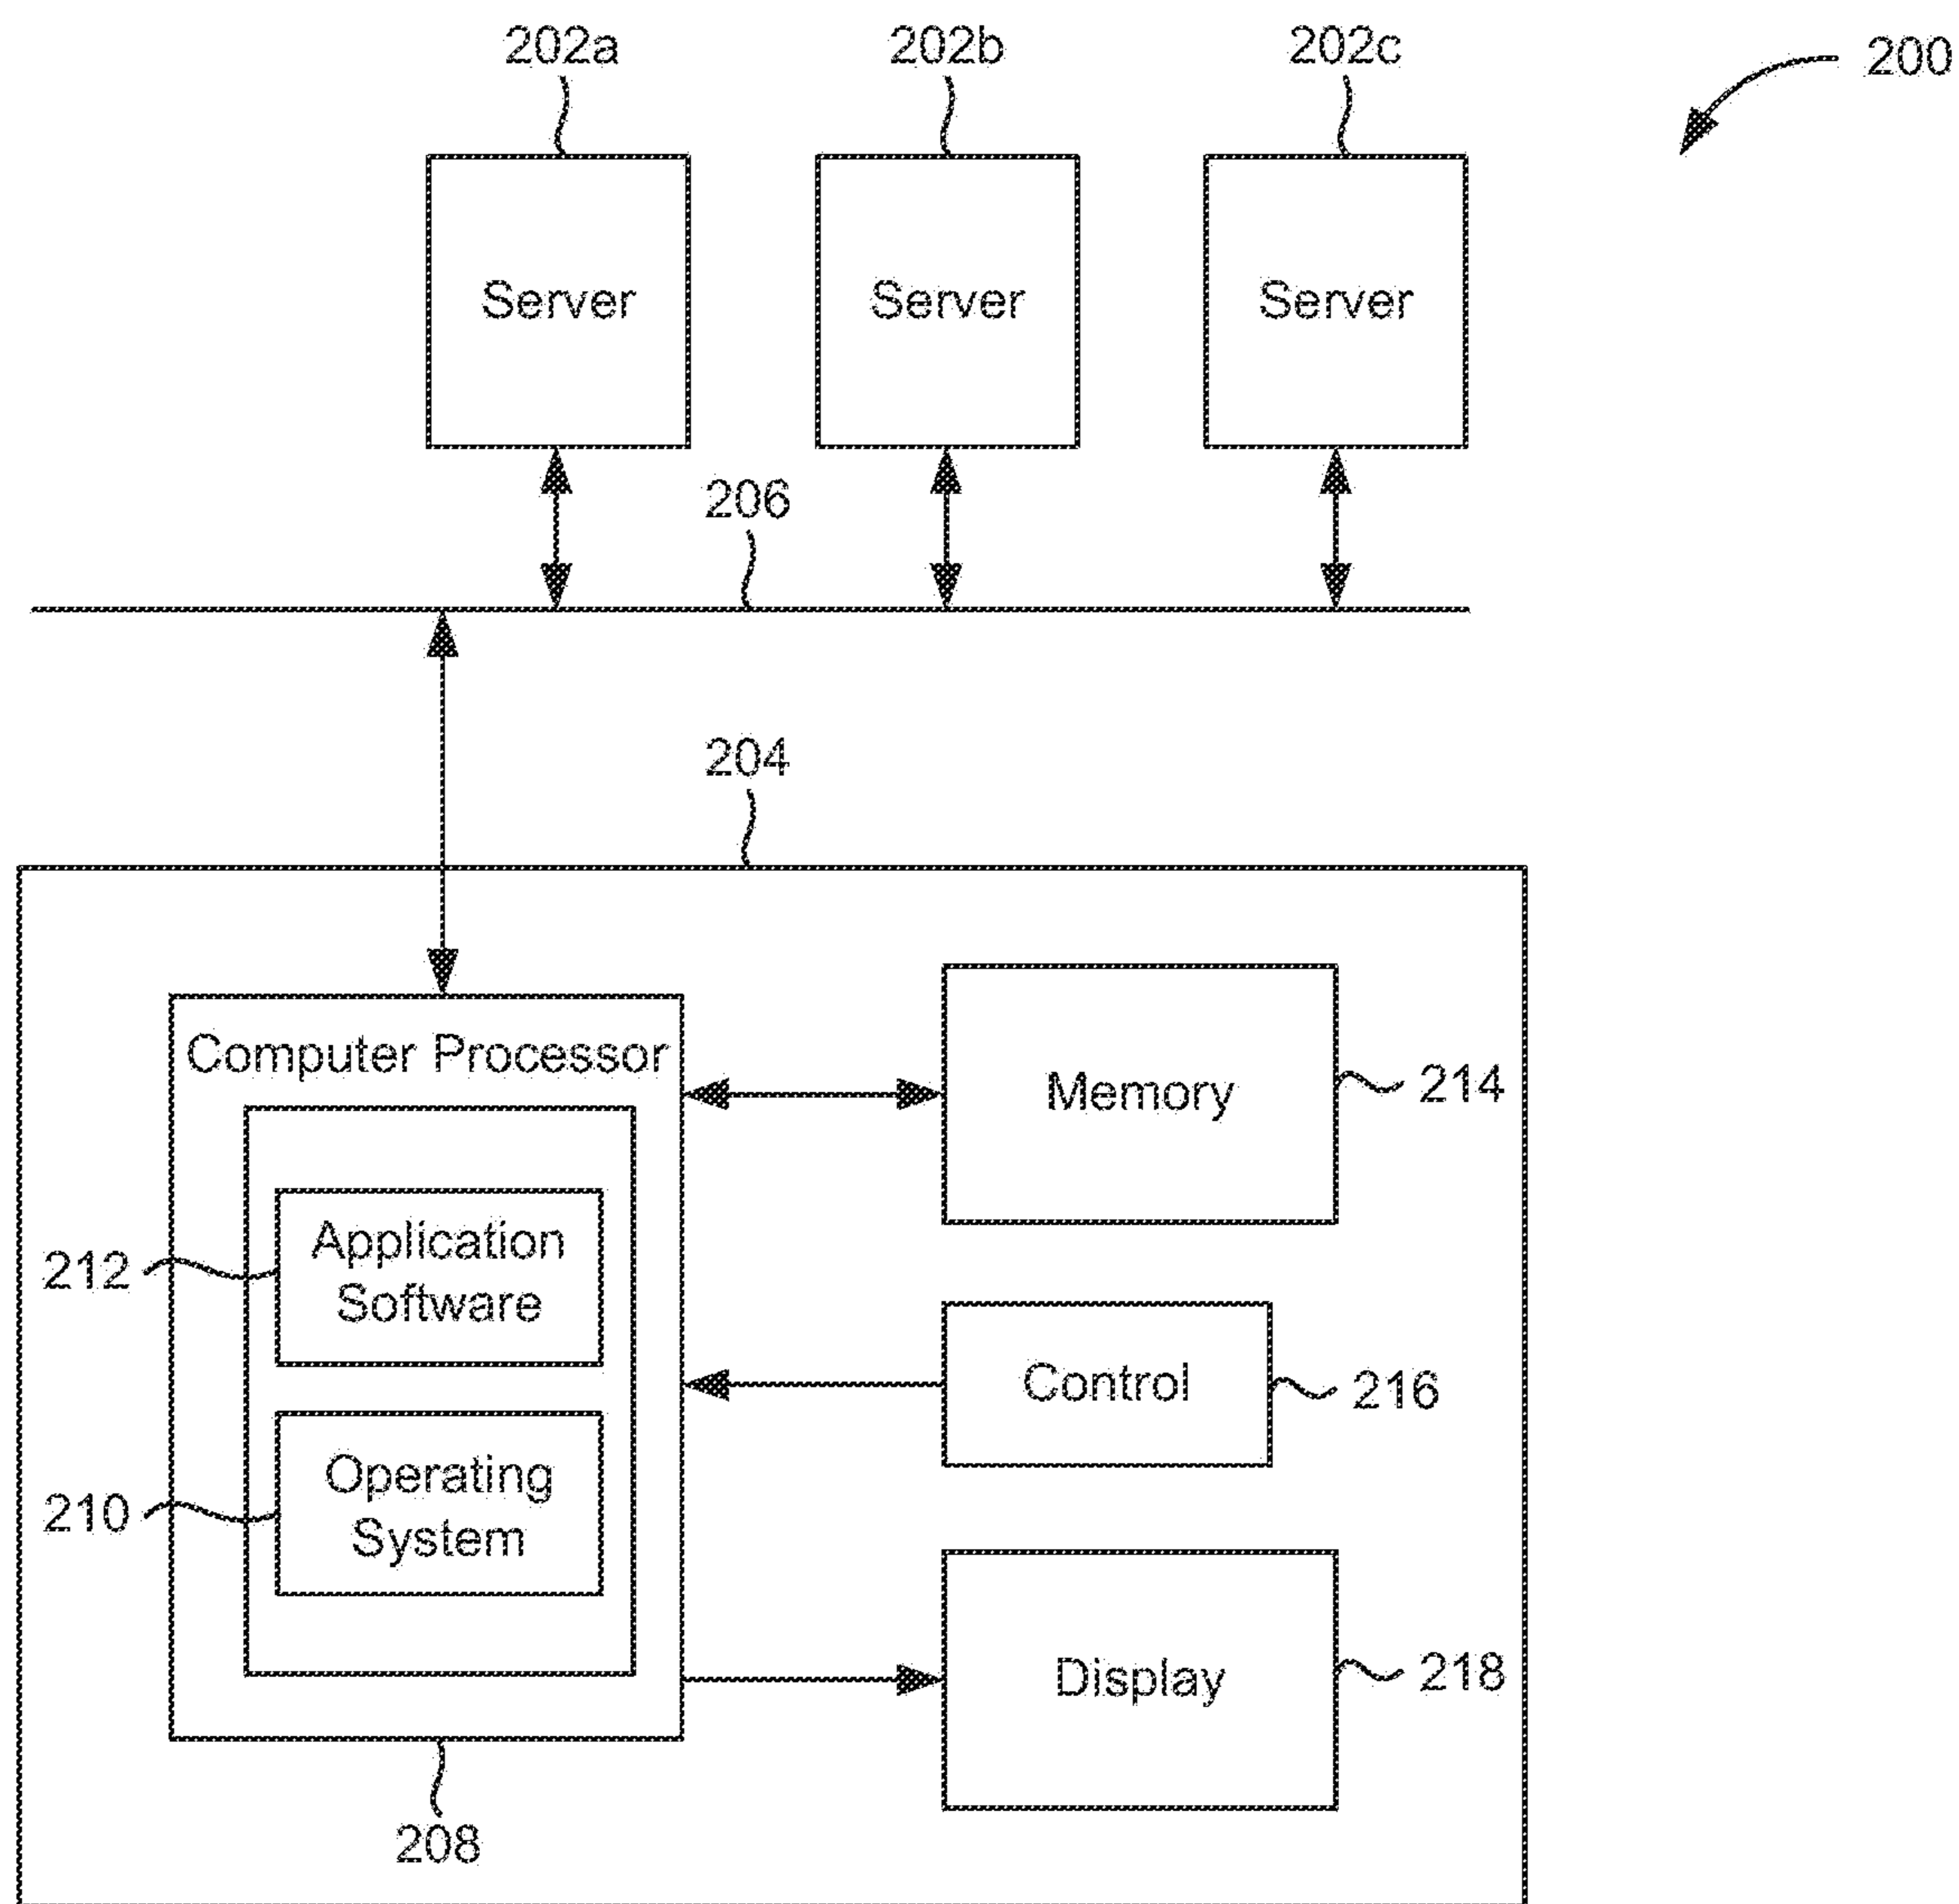 202a
202b
202c
200
Server
Server
Server
206
204
Computer Processor
Memory
214
Application
Software
212
Control
216
Operating
System
210
Display
218
208